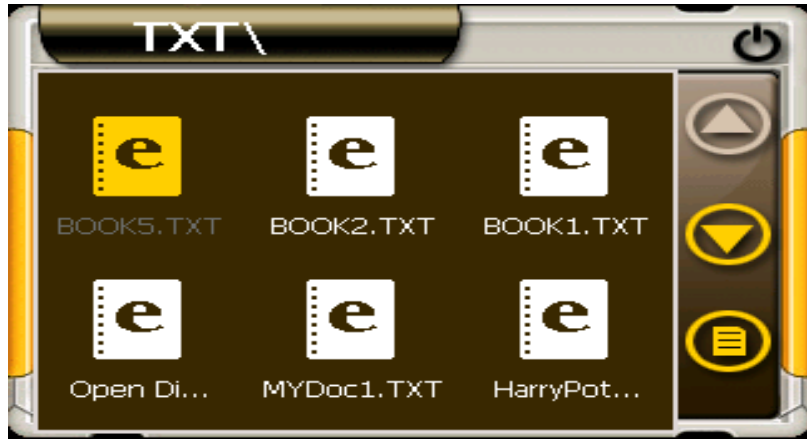 TXT\
BOOK5.TXT BOOK2.TXT BOOK1.TXT
Open Di... MYDoc1.TXT HarryPot...